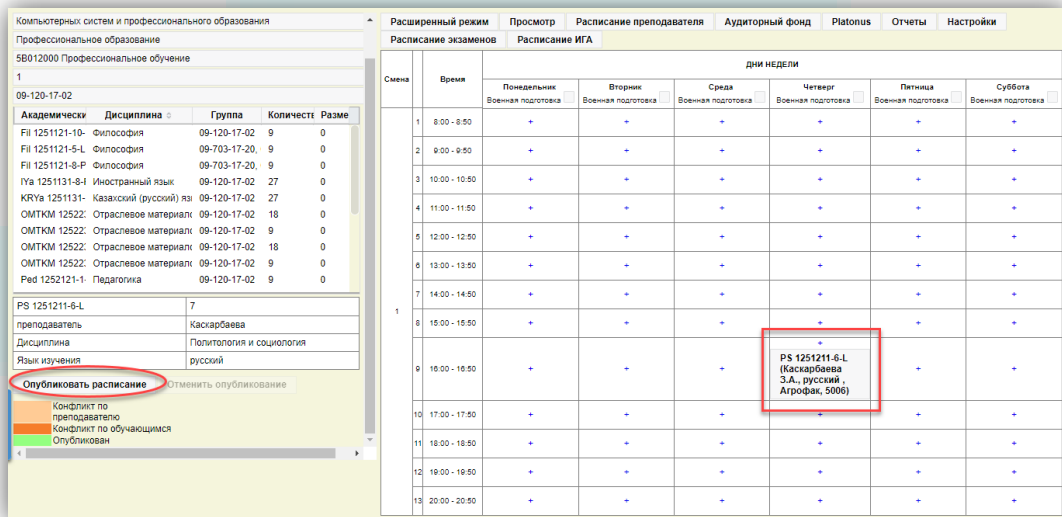 Компьютерных систем и профессионального образования
Профессиональное образование
5B012000 Профессиональное обучение
1
09-120-17-02
Академически Дисциплина Группа Количеств Разме
Fil 1251121-10- Философия 09-120-17-02 9 0
Fil 1251121-5-L Философия 09-703-17-20, 9 0
Fil 1251121-8-P Философия 09-703-17-20, 9 0
IYa 1251131-8-I Иностранный язык 09-120-17-02 27 0
KRYa 1251131- Казахский (русский) яз 09-120-17-02 27 0
OMTKM 12522: Отраслевое материало 09-120-17-02 18 0
OMTKM 12522: Отраслевое материало 09-120-17-02 9 0
OMTKM 12522: Отраслевое материало 09-120-17-02 18 0
OMTKM 12522: Отраслевое материало 09-120-17-02 9 0
Ped 1252121-1- Педагогика 09-120-17-02 9 0
PS 1251211-6-L 7
преподаватель Каскарбаева
Дисциплина Политология и социология
Язык изучения русский
Опубликовать расписание Отменить опубликование
Конфликт по
преподавателю
Конфликт по обучающимся
Опубликован
Расширенный режим Просмотр Расписание преподавателя Аудиторный фонд Platonus Отчеты Настройки
Расписание экзаменов Расписание ИГА
Смена Время ДНИ НЕДЕЛИ
Понедельник Вторник Среда Четверг Пятница Суббота
Военная подготовка Военная подготовка Военная подготовка Военная подготовка Военная подготовка Военная подготовка
1
1 8:00 - 8:50 + + + + + +
2 9:00 - 9:50 + + + + + +
3 10:00 - 10:50 + + + + + +
4 11:00 - 11:50 + + + + + +
5 12:00 - 12:50 + + + + + +
6 13:00 - 13:50 + + + + + +
7 14:00 - 14:50 + + + + + +
8 15:00 - 15:50 + + + + + +
9 16:00 - 16:50 + + + + + +
PS 1251211-6-L
(Каскарбаева
З.А., русский ,
Агрофак, 5006)
10 17:00 - 17:50 + + + + + +
11 18:00 - 18:50 + + + + + +
12 19:00 - 19:50 + + + + + +
13 20:00 - 20:50 + + + + + +